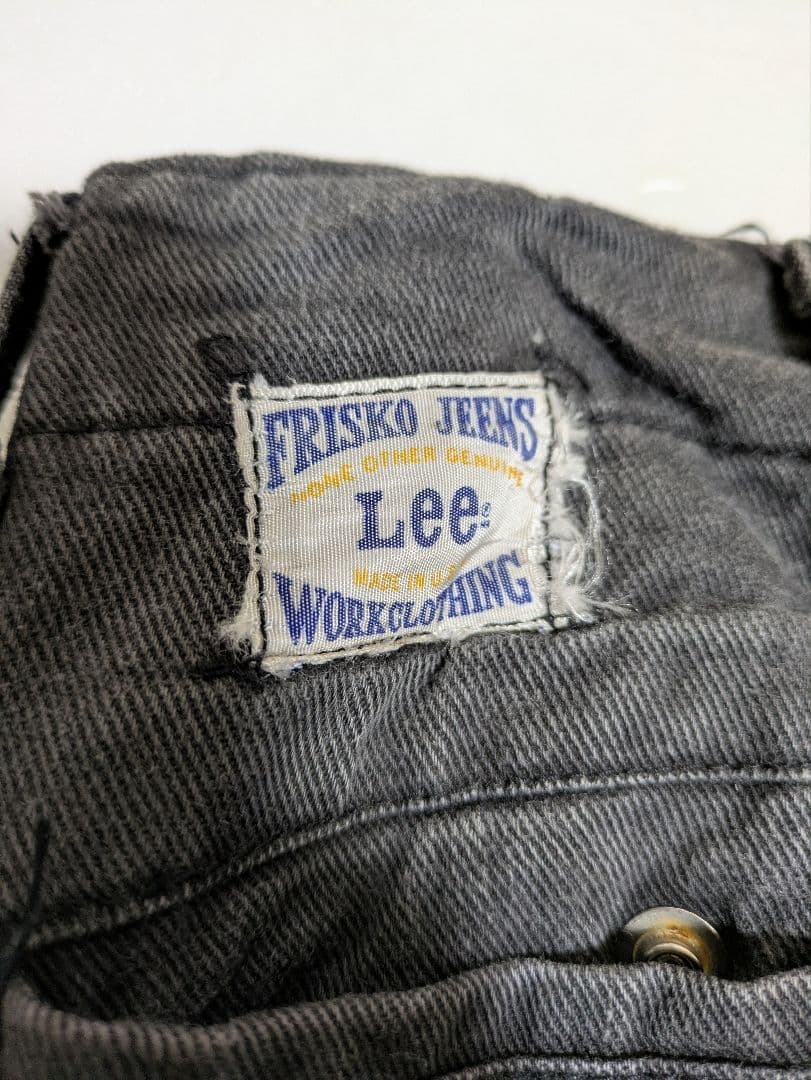 FRISKO JEENS
NONE OTHER GENUINE
Lee
MADE IN U.S
WORKCLOTHING